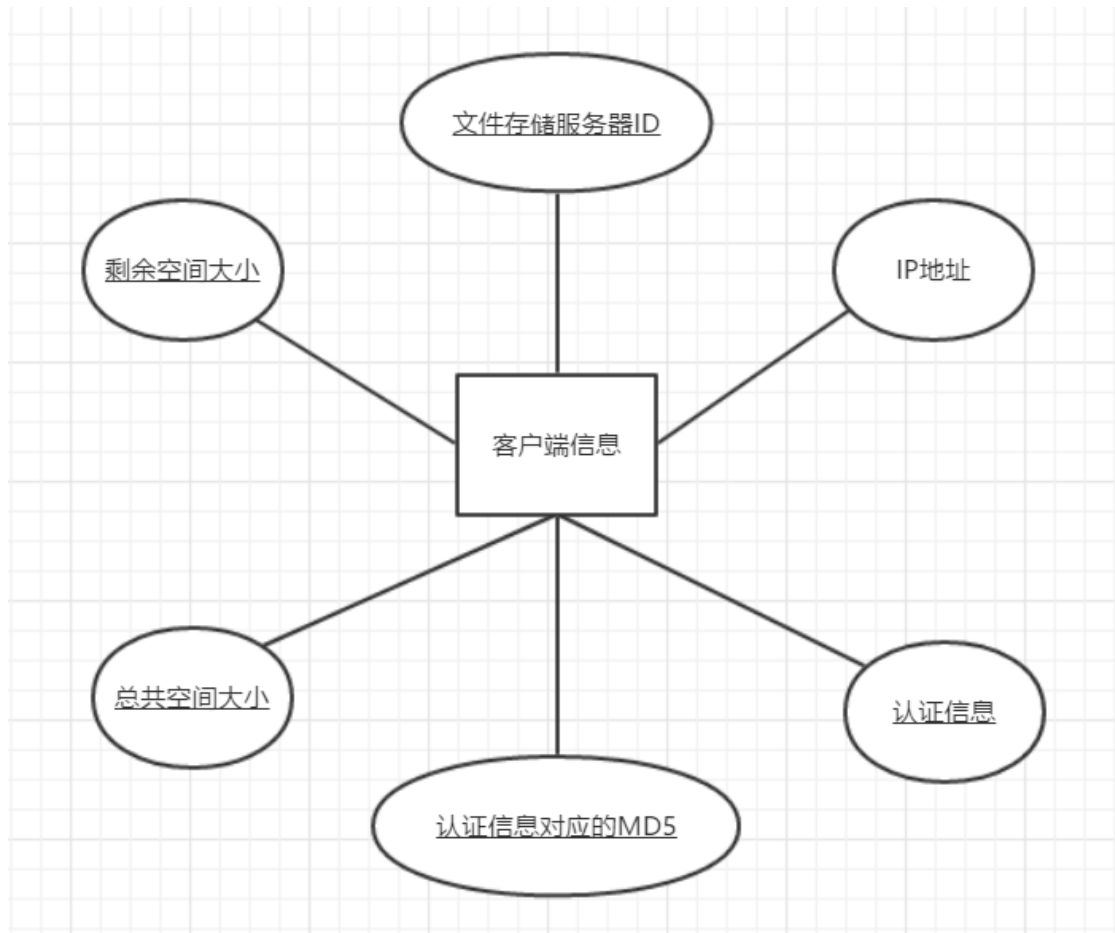 文件存储服务器ID
剩余空间大小
IP地址
客户端信息
总共空间大小
认证信息
认证信息对应的MD5